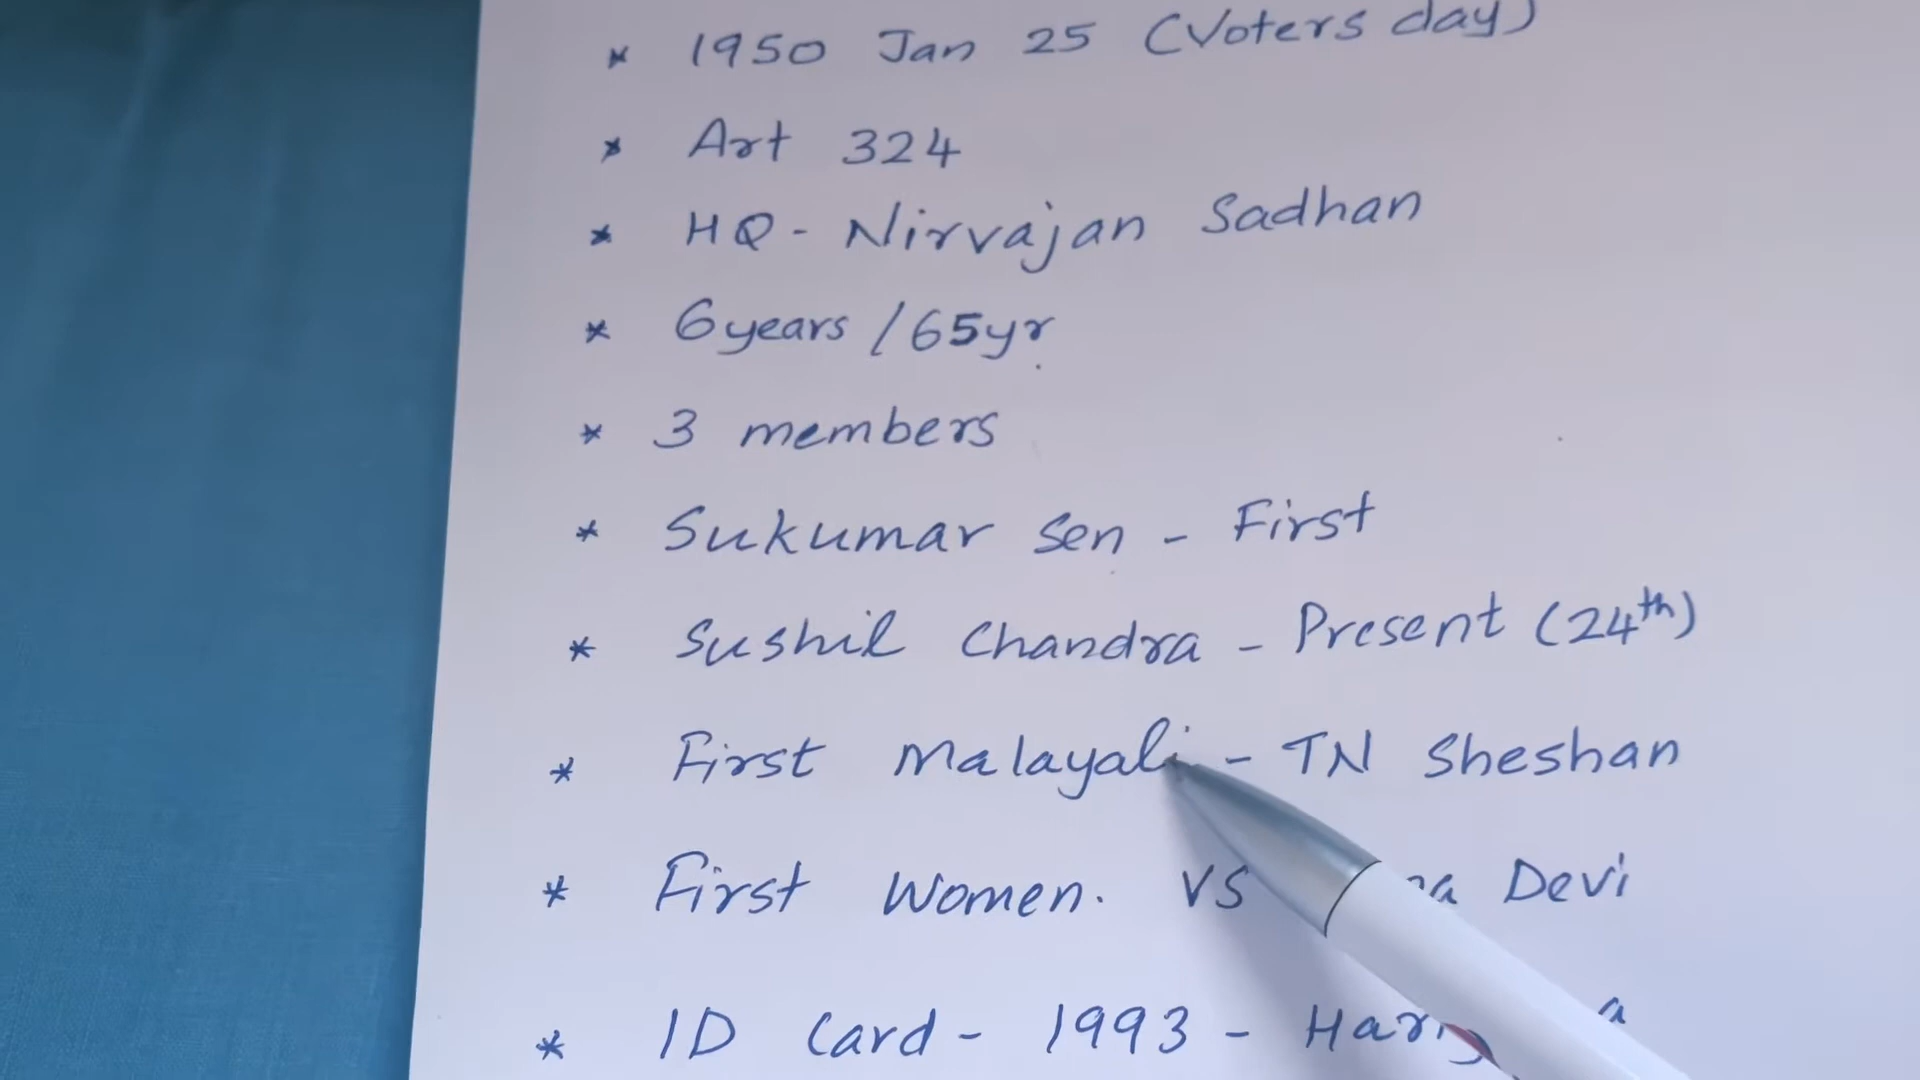 * 1950 Jan 25 (Voters day)
* Art 324
* HQ - Nirvajan Sadhan
* 6years / 65yr.
* 3 members
* Sukumar Sen - First
* Sushil Chandra - Present (24th)
* First Malayali - TN Sheshan
* First Women. VS Devi
* ID Card - 1993 -